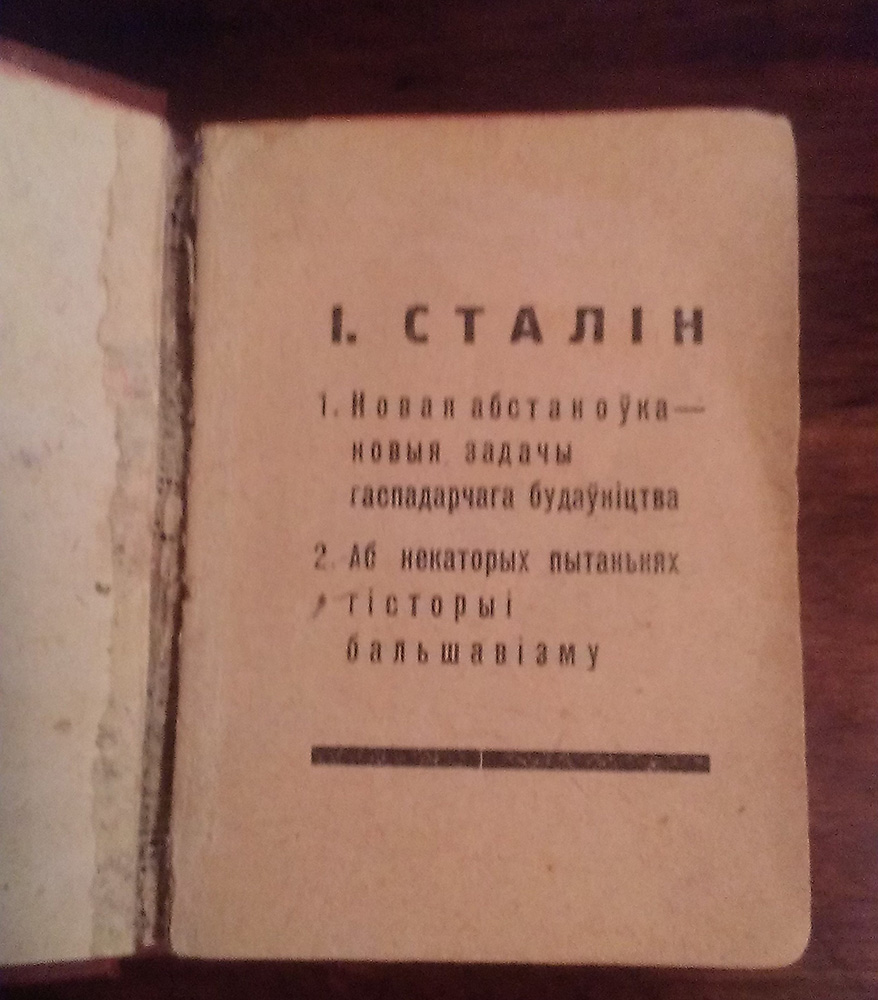 І. СТАЛІН
1. Новая абстаноўка—
новыя задачы
гаспадарчага будаўніцтва
2. Аб некаторых пытаньнях
гісторыі
бальшавізму